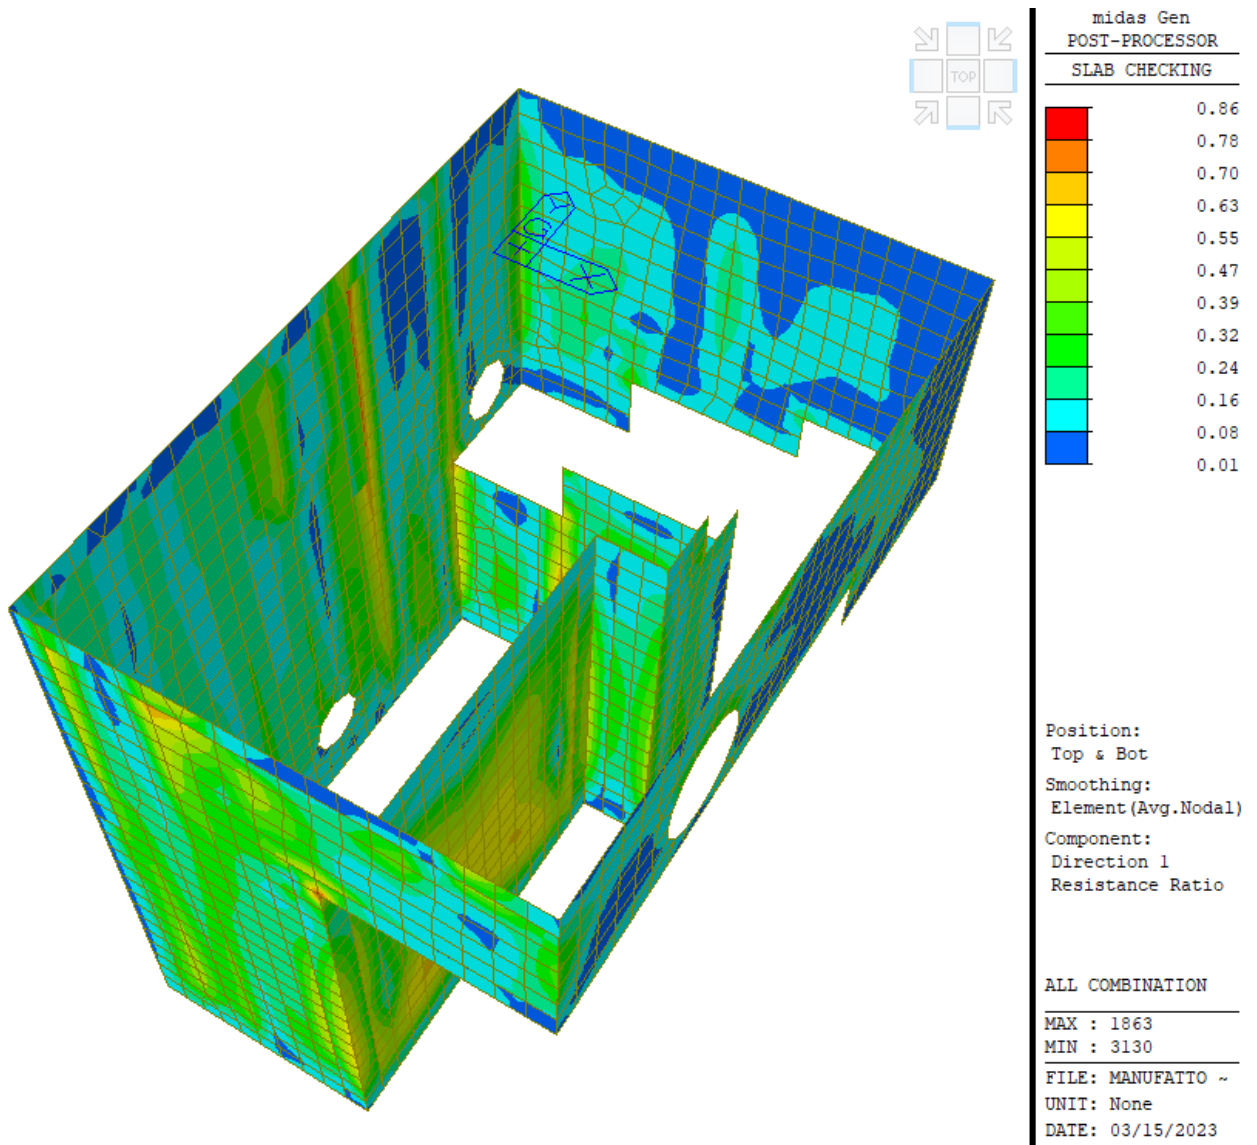 TOP
midas Gen
POST-PROCESSOR
SLAB CHECKING
0.86
0.78
0.70
0.63
0.55
0.47
0.39
0.32
0.24
0.16
0.08
0.01
Position:
Top & Bot
Smoothing:
Element(Avg.Nodal)
Component:
Direction 1
Resistance Ratio
ALL COMBINATION
MAX : 1863
MIN : 3130
FILE: MANUFATTO ~
UNIT: None
DATE: 03/15/2023
Y
X